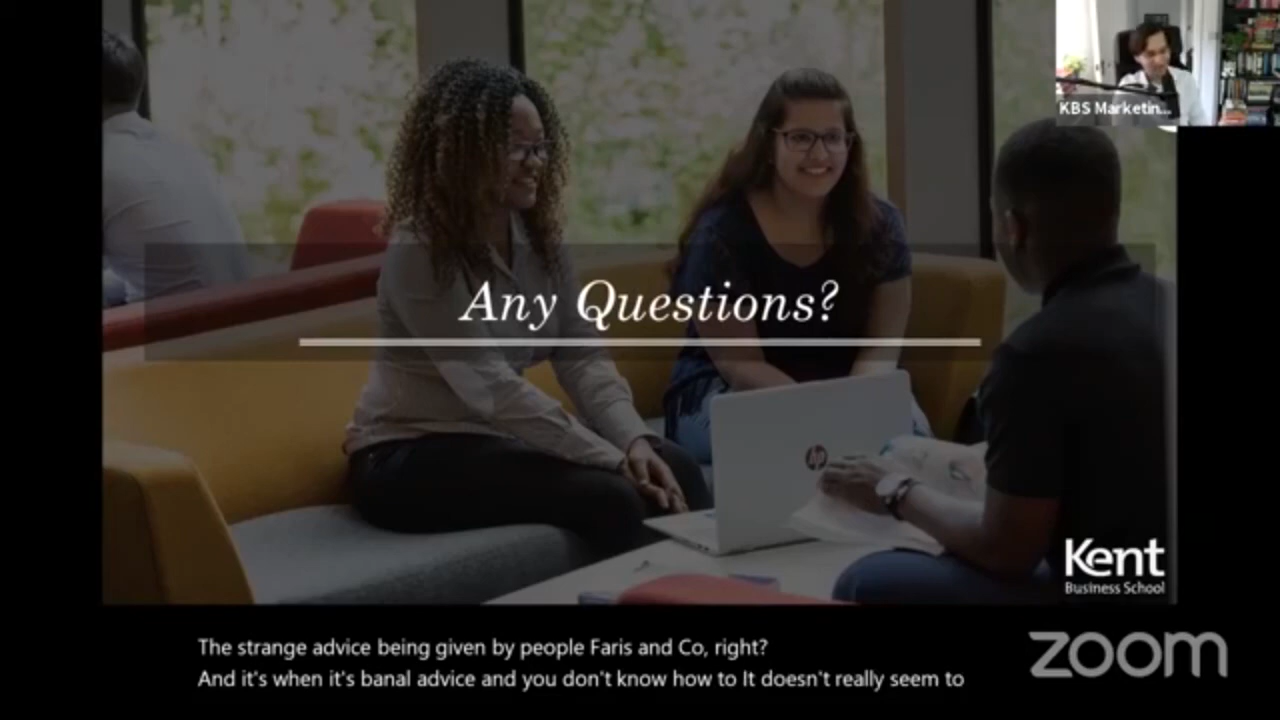 KBS Marketin...
Any Questions?
hp
Kent
Business School
The strange advice being given by people Faris and Co, right?
And it's when it's banal advice and you don't know how to It doesn't really seem to
zoom